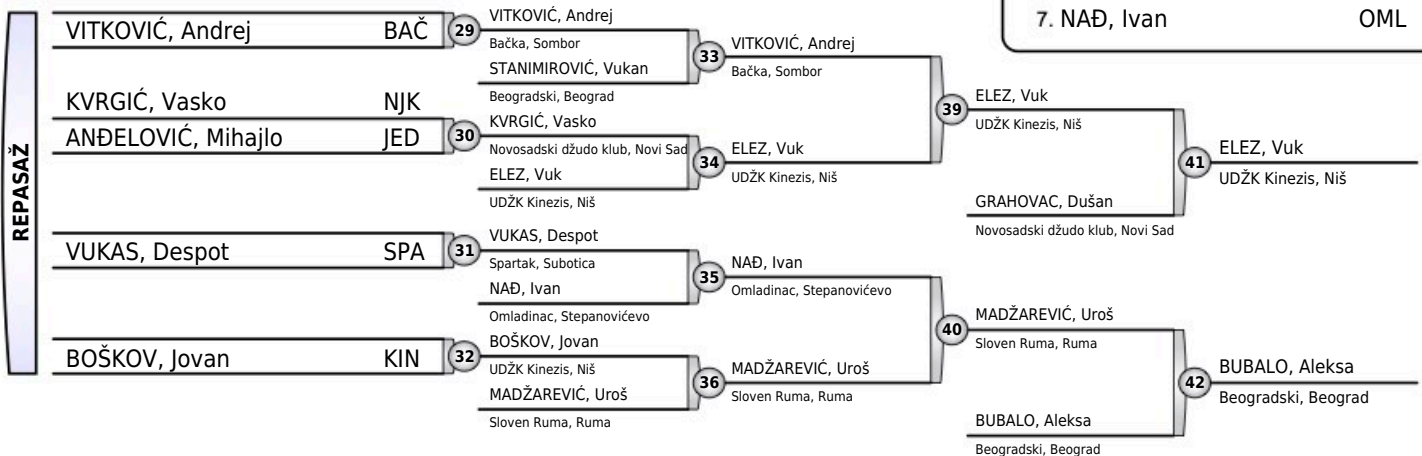 7. NAĐ, Ivan OML
REPASAŽ
VITKOVIĆ, Andrej BAČ
KVRGIĆ, Vasko NJK
ANĐELOVIĆ, Mihajlo JED
VUKAS, Despot SPA
BOŠKOV, Jovan KIN
29
VITKOVIĆ, Andrej
Bačka, Sombor
STANIMIROVIĆ, Vukan
Beogradski, Beograd
30
KVRGIĆ, Vasko
Novosadski džudo klub, Novi Sad
ELEZ, Vuk
UDŽK Kinezis, Niš
31
VUKAS, Despot
Spartak, Subotica
NAĐ, Ivan
Omladinac, Stepanovićevo
32
BOŠKOV, Jovan
UDŽK Kinezis, Niš
MADŽAREVIĆ, Uroš
Sloven Ruma, Ruma
33
VITKOVIĆ, Andrej
Bačka, Sombor
34
ELEZ, Vuk
UDŽK Kinezis, Niš
35
NAĐ, Ivan
Omladinac, Stepanovićevo
36
MADŽAREVIĆ, Uroš
Sloven Ruma, Ruma
39
ELEZ, Vuk
UDŽK Kinezis, Niš
GRAHOVAC, Dušan
Novosadski džudo klub, Novi Sad
40
MADŽAREVIĆ, Uroš
Sloven Ruma, Ruma
BUBALO, Aleksa
Beogradski, Beograd
41
ELEZ, Vuk
UDŽK Kinezis, Niš
42
BUBALO, Aleksa
Beogradski, Beograd